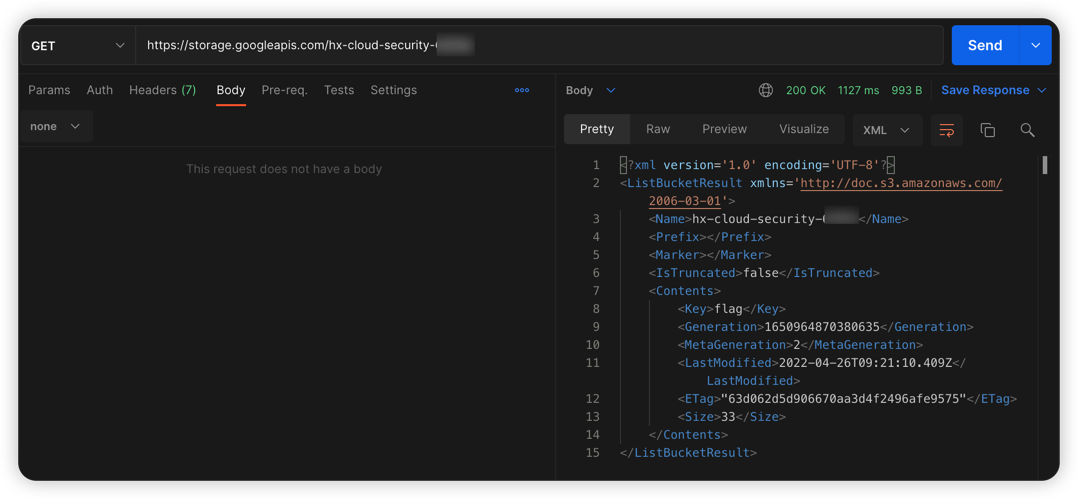 GET
https://storage.googleapis.com/hx-cloud-security-
Send
Params Auth Headers (7) Body Pre-req. Tests Settings
none
This request does not have a body
Body 200 OK 1127 ms 993 B Save Response
Pretty Raw Preview Visualize XML
1 <?xml version='1.0' encoding='UTF-8'?>
2 <ListBucketResult xmlns='http://doc.s3.amazonaws.com/
2006-03-01'>
3 <Name>hx-cloud-security-</Name>
4 <Prefix></Prefix>
5 <Marker></Marker>
6 <IsTruncated>false</IsTruncated>
7 <Contents>
8 <Key>flag</Key>
9 <Generation>1650964870380635</Generation>
10 <MetaGeneration>2</MetaGeneration>
11 <LastModified>2022-04-26T09:21:10.409Z</
LastModified>
12 <ETag>"63d062d5d906670aa3d4f2496afe9575"</ETag>
13 <Size>33</Size>
14 </Contents>
15 </ListBucketResult>